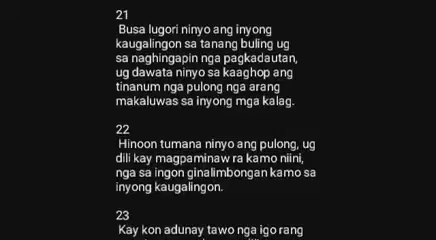 21
Busa lugori ninyo ang inyong
kaugalingon sa tanang buling ug
sa naghingapin nga pagkadautan,
ug dawata ninyo sa kaaghop ang
tinanum nga pulong nga arang
makaluwas sa inyong mga kalag.
22
Hinoon tumana ninyo ang pulong, ug
dili kay magpaminaw ra kamo niini,
nga sa ingon ginalimbongan kamo sa
inyong kaugalingon.
23
Kay kon adunay tawo nga igo rang